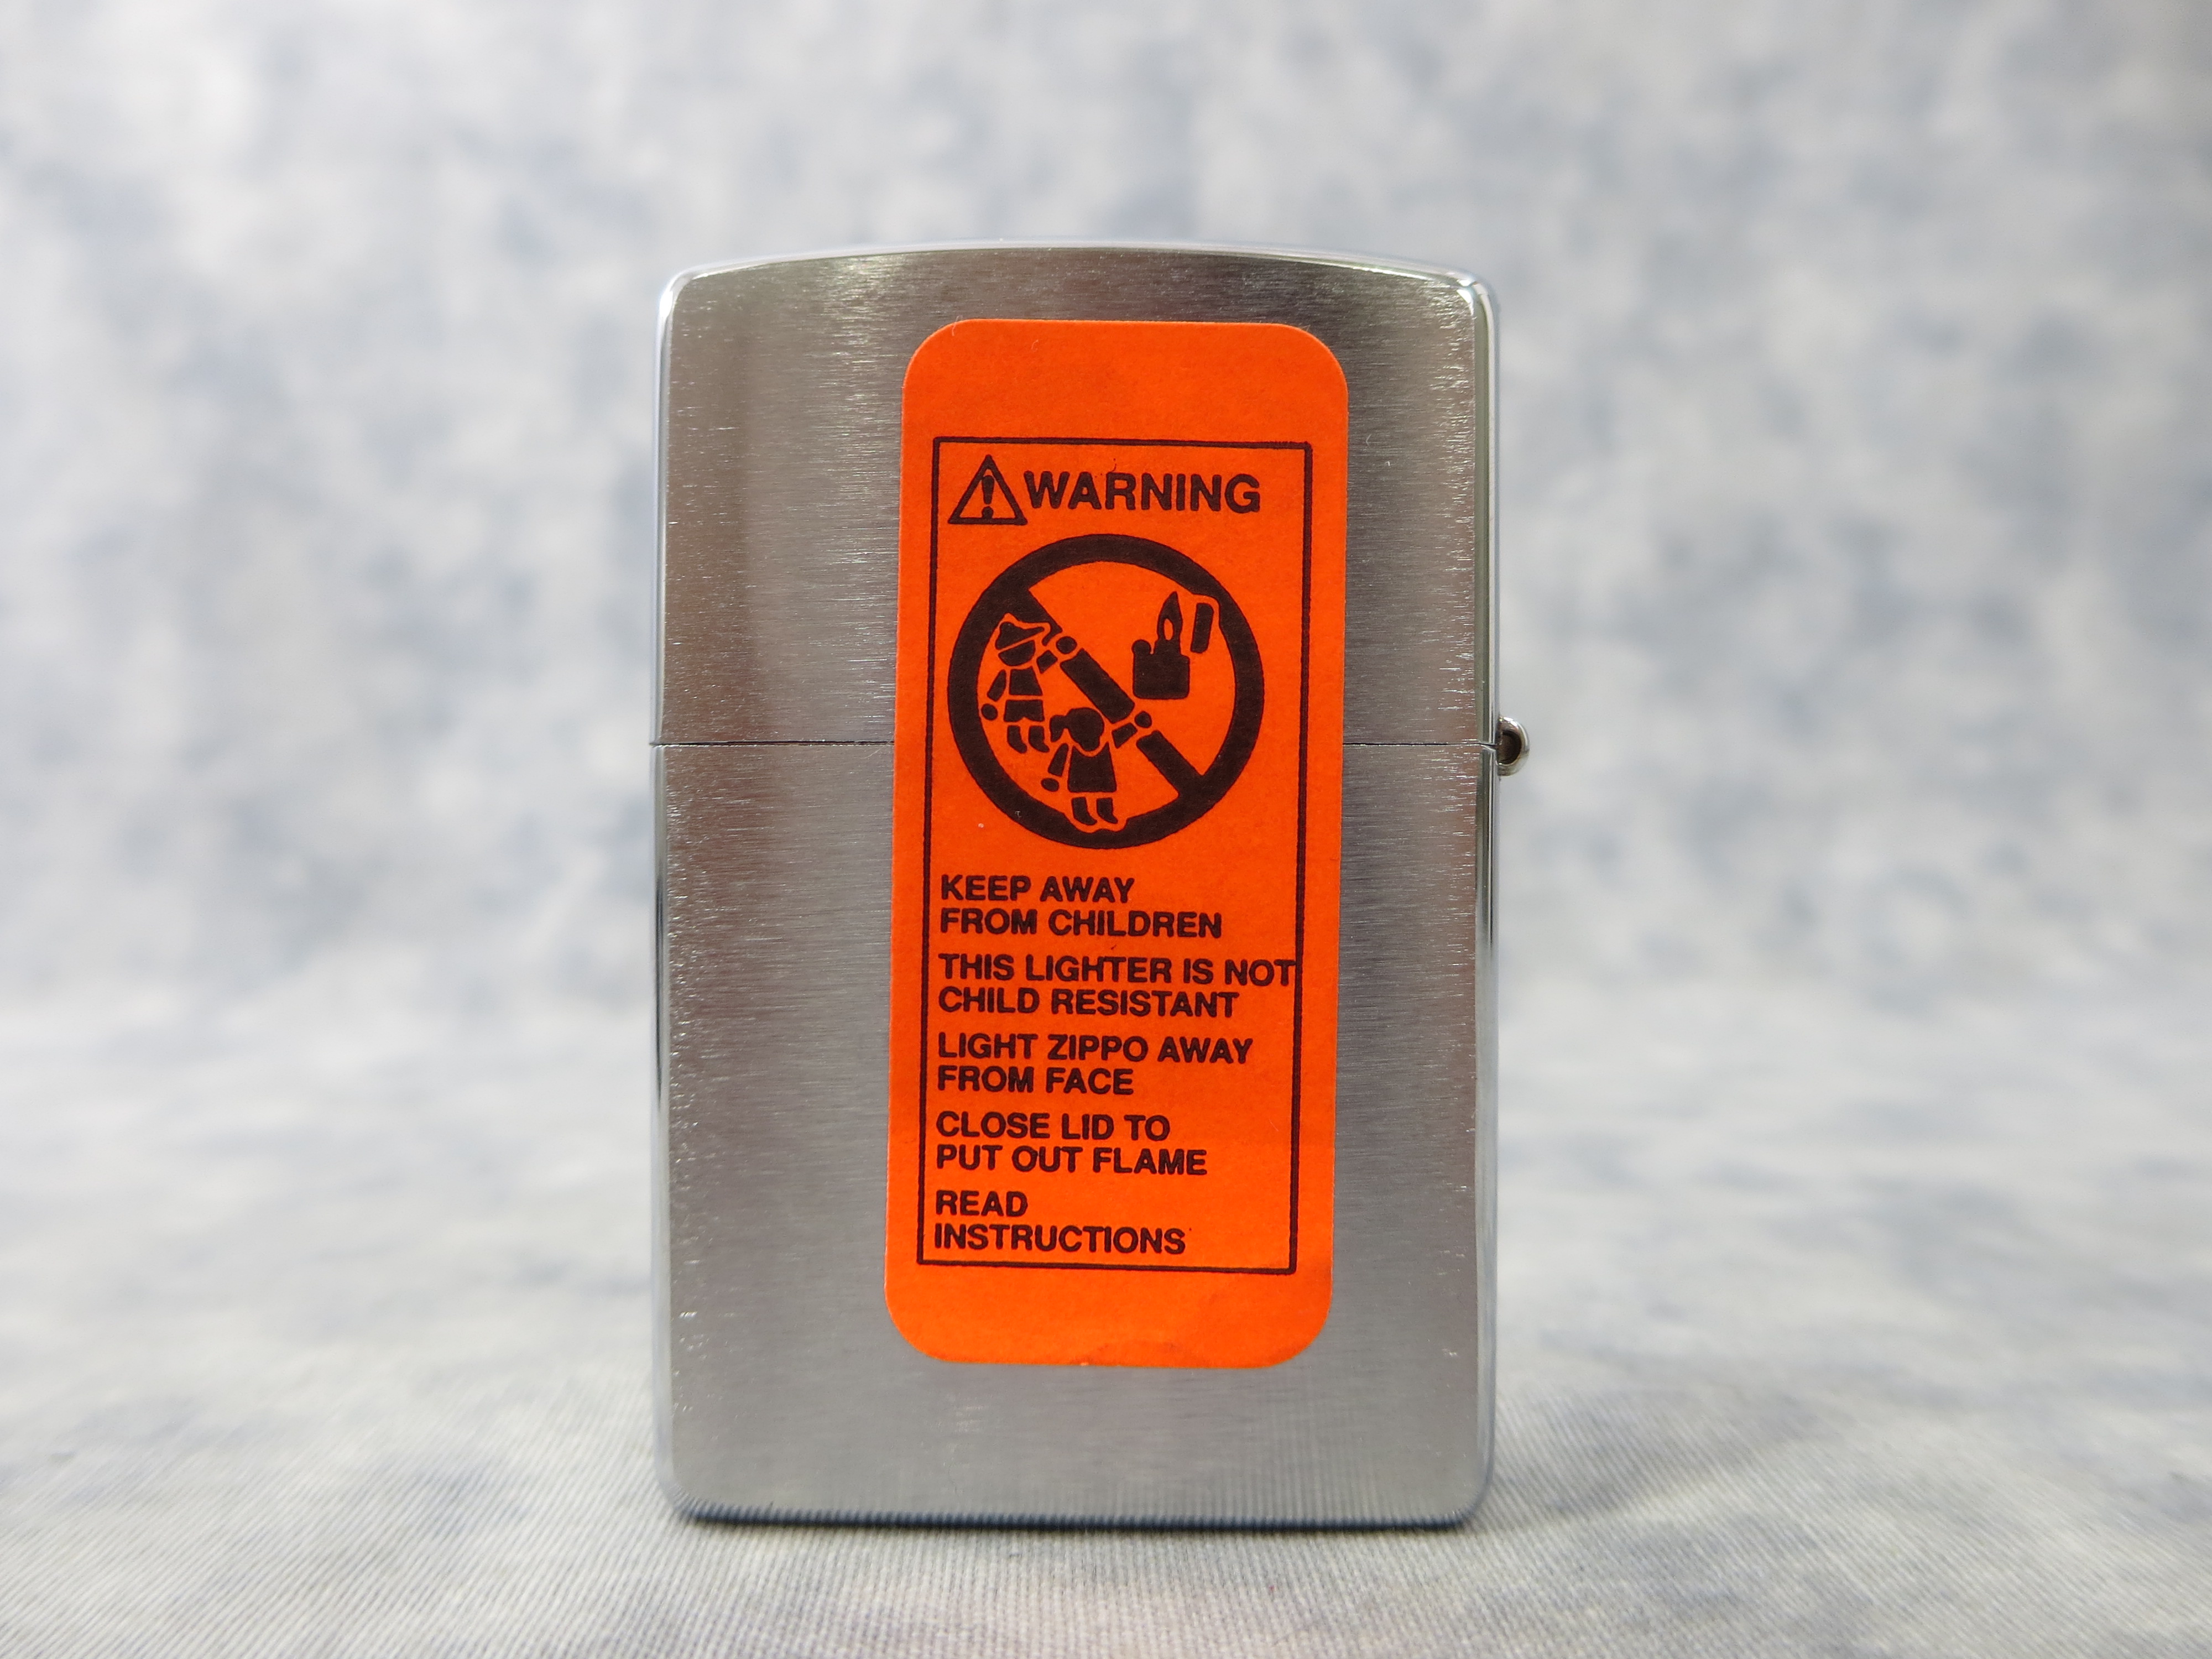 WARNING
KEEP AWAY
FROM CHILDREN
THIS LIGHTER IS NOT
CHILD RESISTANT
LIGHT ZIPPO AWAY
FROM FACE
CLOSE LID TO
PUT OUT FLAME
READ
INSTRUCTIONS